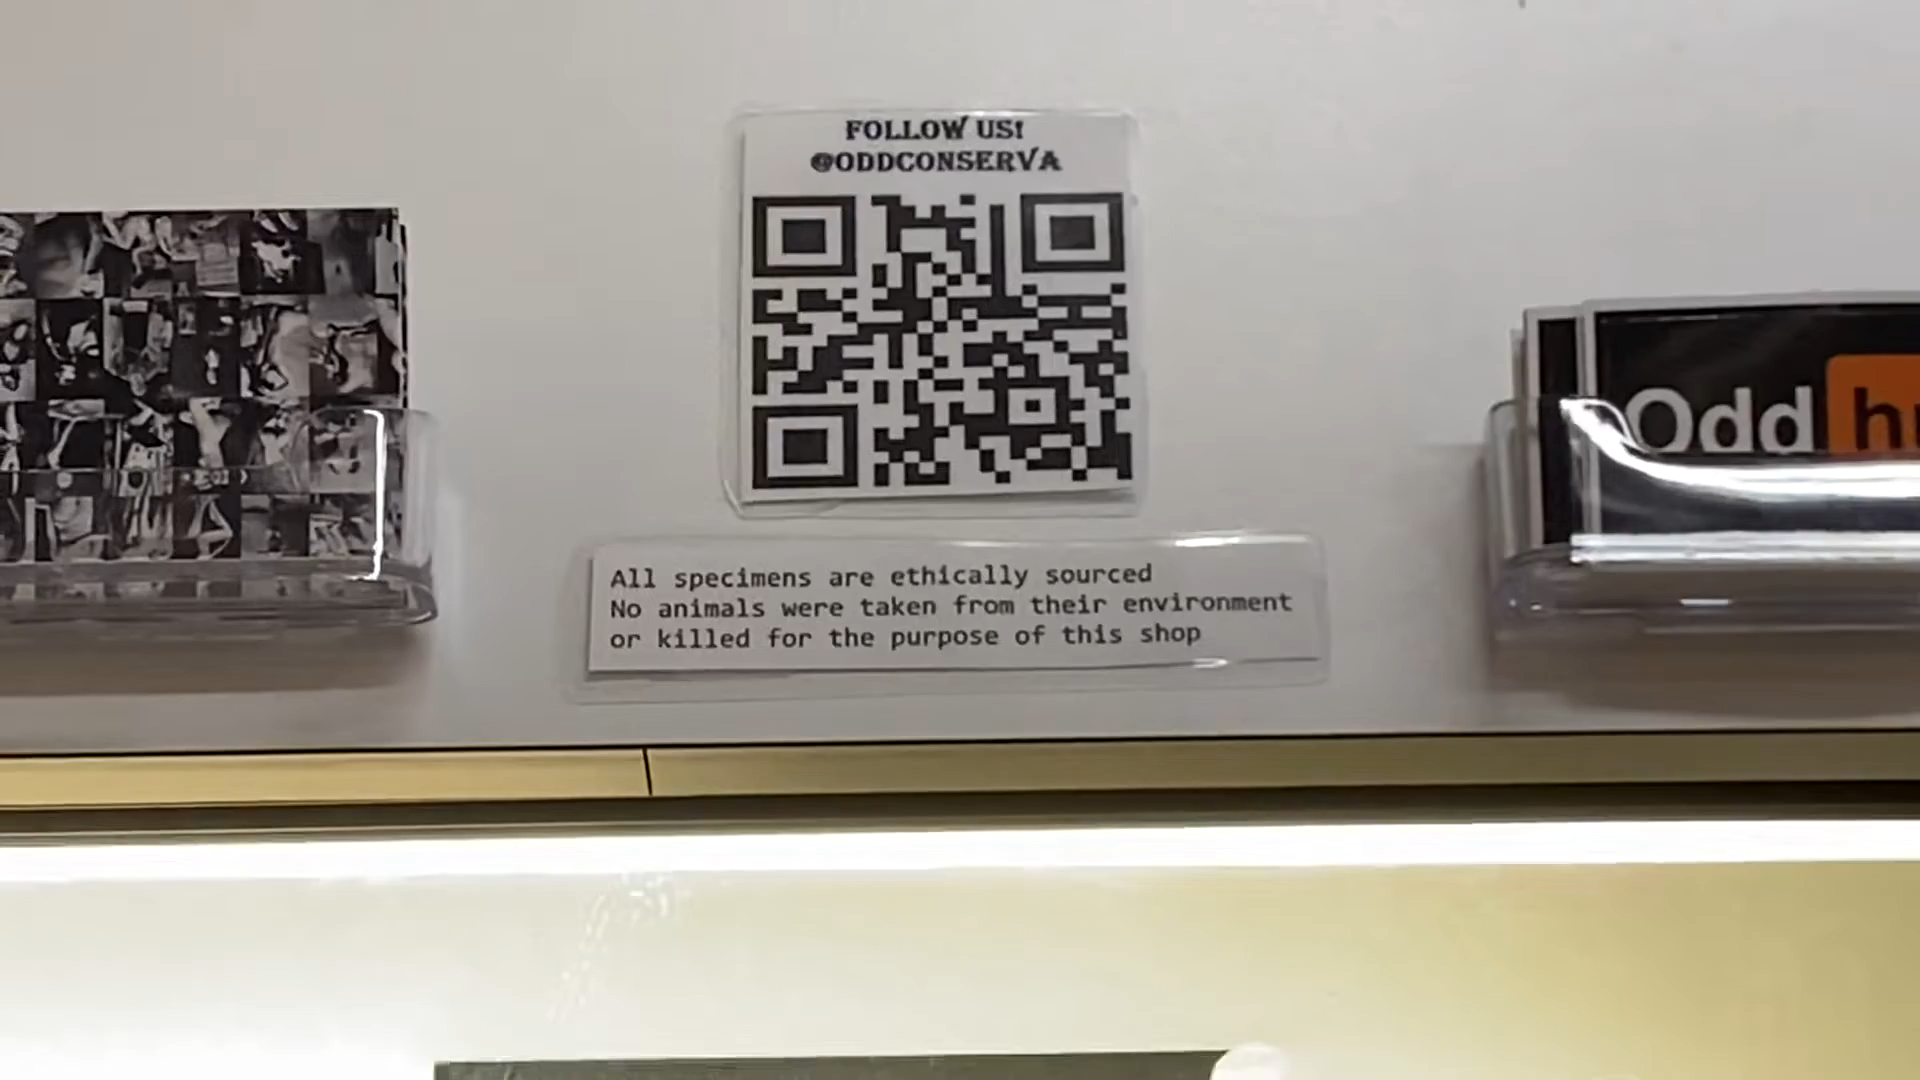 FOLLOW US!
@ODDCONSERVA
Odd
All specimens are ethically sourced
No animals were taken from their environment
or killed for the purpose of this shop